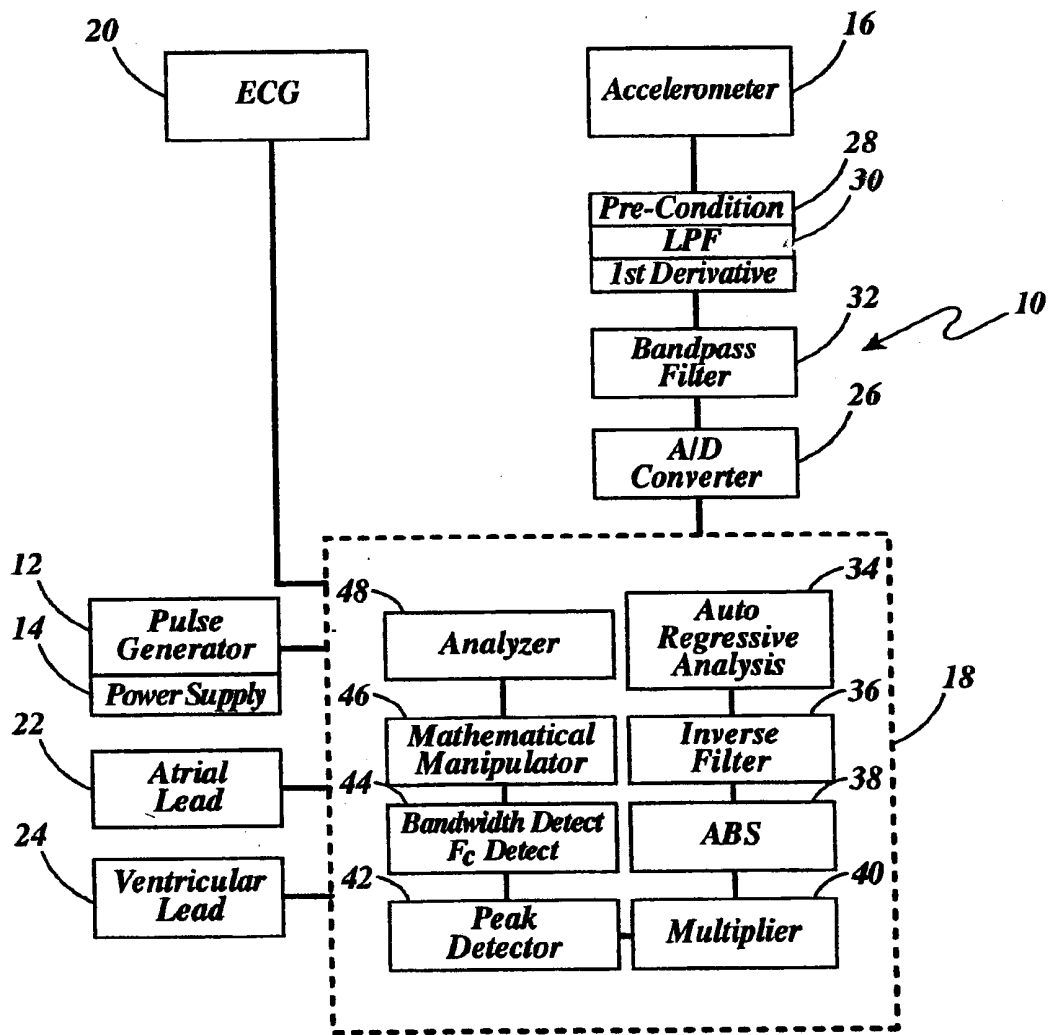 20
ECG
16
Accelerometer
28
30
Pre-Condition
LPF
1st Derivative
32
10
Bandpass
Filter
26
A/D
Converter
12
Pulse
Generator
14
Power Supply
22
Atrial
Lead
24
Ventricular
Lead
48
Analyzer
46
Mathematical
Manipulator
44
Bandwidth Detect
Fc Detect
42
Peak
Detector
34
Auto
Regressive
Analysis
36
18
Inverse
Filter
38
ABS
40
Multiplier